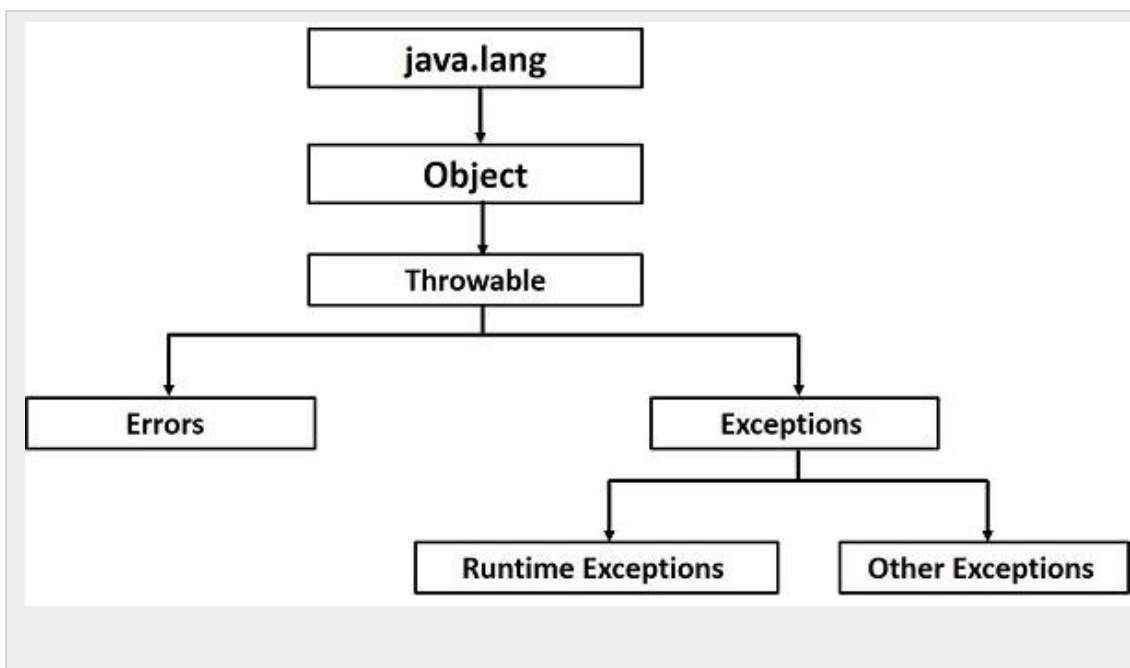 java.lang
Object
Throwable
Errors
Exceptions
Runtime Exceptions
Other Exceptions